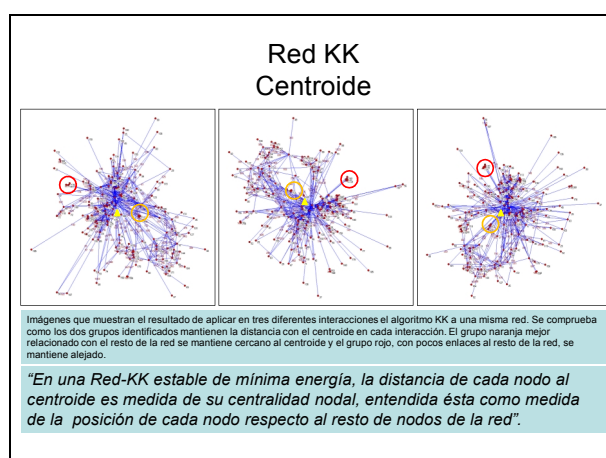 Red KK
Centroide
Imágenes que muestran el resultado de aplicar en tres diferentes interacciones el algoritmo KK a una misma red. Se comprueba
como los dos grupos identificados mantienen la distancia con el centroide en cada interacción. El grupo naranja mejor
relacionado con el resto de la red se mantiene cercano al centroide y el grupo rojo, con pocos enlaces al resto de la red, se
mantiene alejado.
"En una Red-KK estable de mínima energía, la distancia de cada nodo al
centroide es medida de su centralidad nodal, entendida ésta como medida
de la posición de cada nodo respecto al resto de nodos de la red".